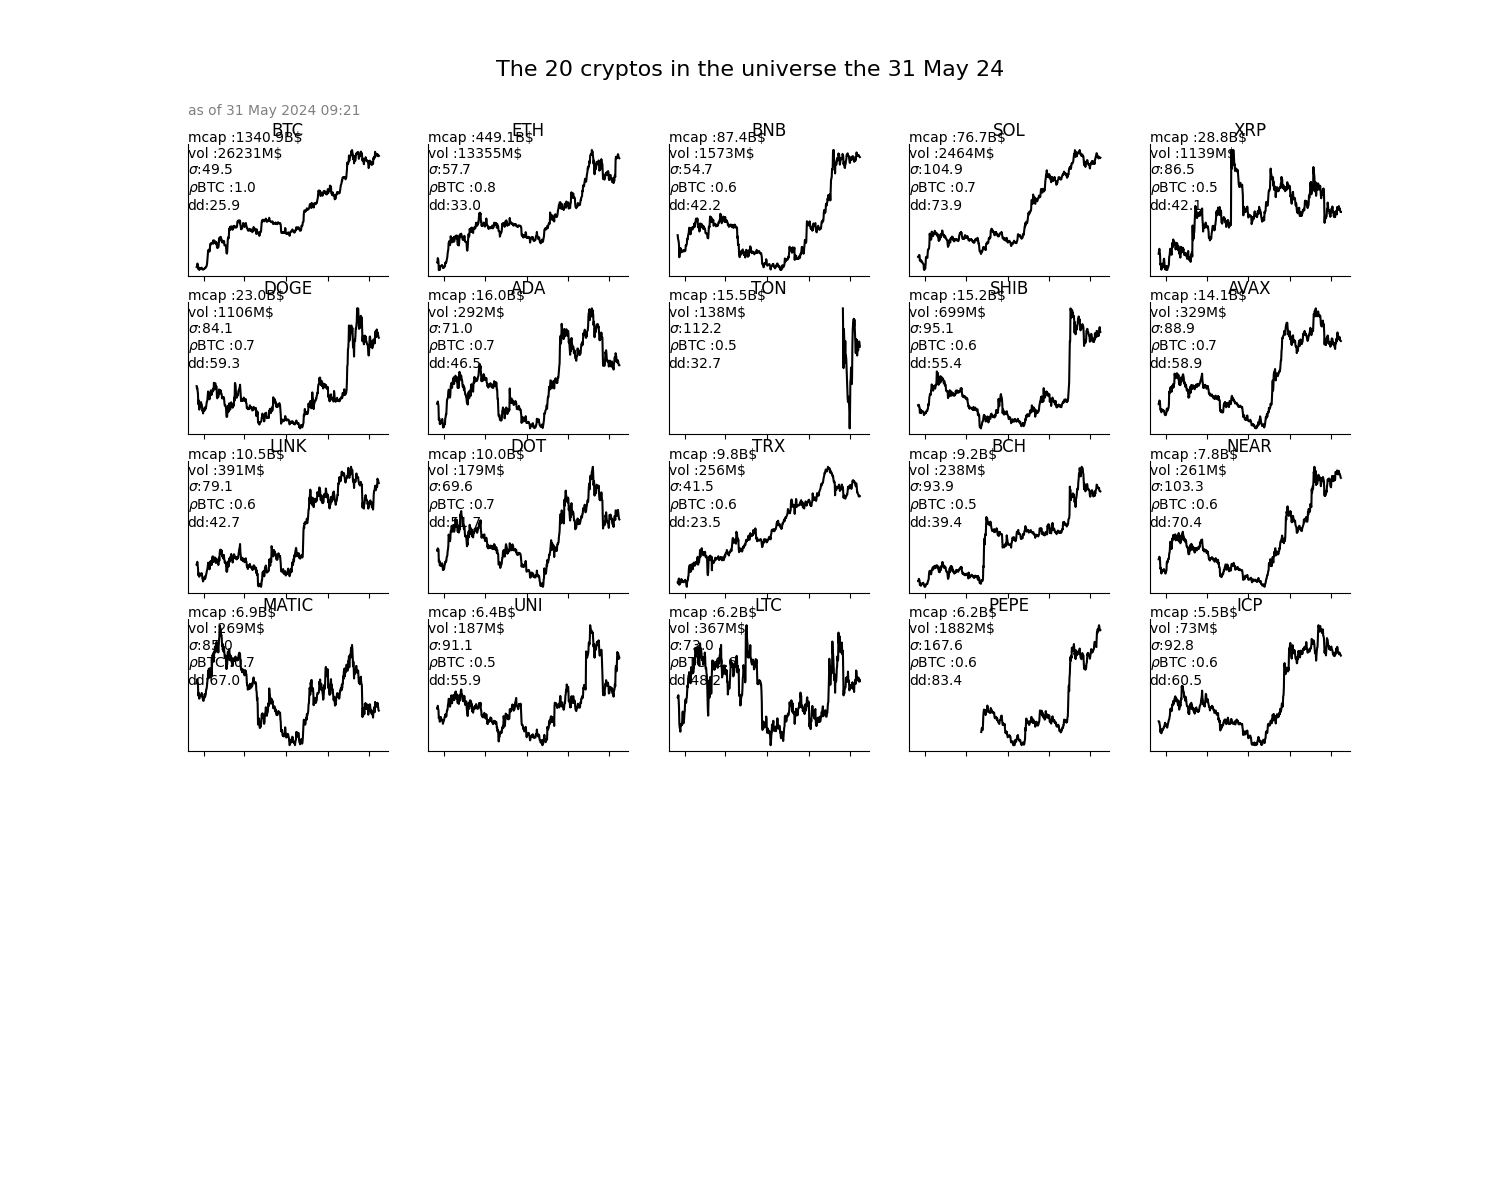 The 20 cryptos in the universe the 31 May 24
as of 31 May 2024 09:21
BTC
mcap :1340.9B$
vol :26231M$
σ:49.5
ρBTC :1.0
dd:25.9
ETH
mcap :449.1B$
vol :13355M$
σ:57.7
ρBTC :0.8
dd:33.0
BNB
mcap :87.4B$
vol :1573M$
σ:54.7
ρBTC :0.6
dd:42.2
SOL
mcap :76.7B$
vol :2464M$
σ:104.9
ρBTC :0.7
dd:73.9
XRP
mcap :28.8B$
vol :1139M$
σ:86.5
ρBTC :0.5
dd:42.1
DOGE
mcap :23.0B$
vol :1106M$
σ:84.1
ρBTC :0.7
dd:59.3
ADA
mcap :16.0B$
vol :292M$
σ:71.0
ρBTC :0.7
dd:46.5
TON
mcap :15.5B$
vol :138M$
σ:112.2
ρBTC :0.5
dd:32.7
SHIB
mcap :15.2B$
vol :699M$
σ:95.1
ρBTC :0.6
dd:55.4
AVAX
mcap :14.1B$
vol :329M$
σ:88.9
ρBTC :0.7
dd:58.9
LINK
mcap :10.5B$
vol :391M$
σ:79.1
ρBTC :0.6
dd:42.7
DOT
mcap :10.0B$
vol :179M$
σ:69.6
ρBTC :0.7
TRX
mcap :9.8B$
vol :256M$
σ:41.5
ρBTC :0.6
dd:23.5
BCH
mcap :9.2B$
vol :238M$
σ:93.9
ρBTC :0.5
dd:39.4
NEAR
mcap :7.8B$
vol :261M$
σ:103.3
ρBTC :0.6
dd:70.4
MATIC
mcap :6.9B$
vol :269M$
σ:85.0
ρBTC :0.7
dd:67.0
UNI
mcap :6.4B$
vol :187M$
σ:91.1
ρBTC :0.5
dd:55.9
LTC
mcap :6.2B$
vol :367M$
σ:73.0
dd:48.2
PEPE
mcap :6.2B$
vol :1882M$
σ:167.6
ρBTC :0.6
dd:83.4
ICP
mcap :5.5B$
vol :73M$
σ:92.8
ρBTC :0.6
dd:60.5